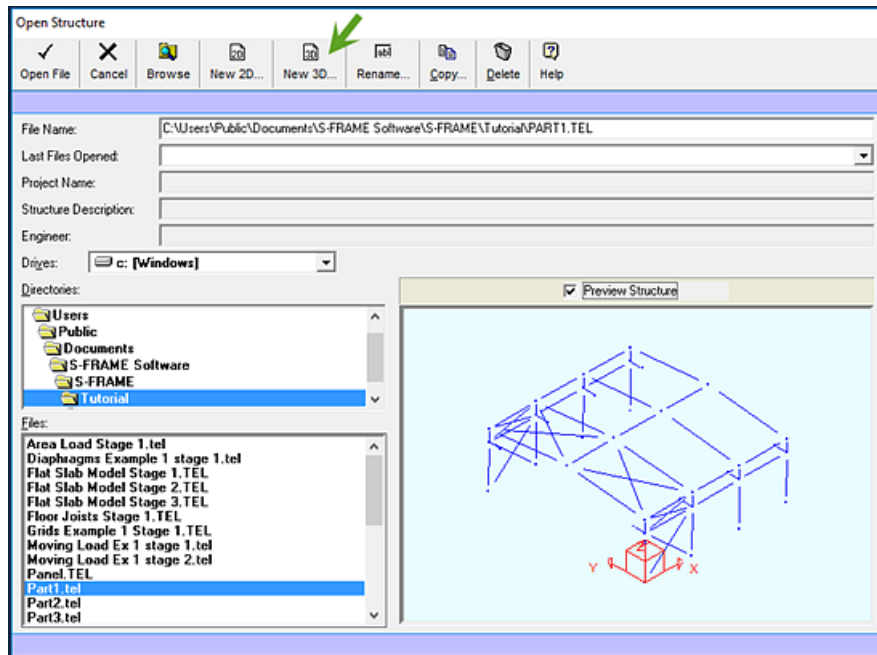 Open Structure
2D 3D abl ?
Open File Cancel Browse New 2D... New 3D... Rename... Copy... Delete Help
File Name: C:\Users\Public\Documents\S-FRAME Software\S-FRAME\Tutorial\PART1.TEL
Last Files Opened:
Project Name:
Structure Description:
Engineer:
Drives: c: [Windows]
Directories:
Preview Structure
Users
Public
Documents
S-FRAME Software
S-FRAME
Tutorial
Files:
Area Load Stage 1.tel
Diaphragms Example 1 stage 1.tel
Flat Slab Model Stage 1.TEL
Flat Slab Model Stage 2.TEL
Flat Slab Model Stage 3.TEL
Floor Joists Stage 1.TEL
Grids Example 1 Stage 1.TEL
Moving Load Ex 1 stage 1.tel
Moving Load Ex 1 stage 2.tel
Panel.TEL
Part1.tel
Part2.tel
Part3.tel
Z
Y X